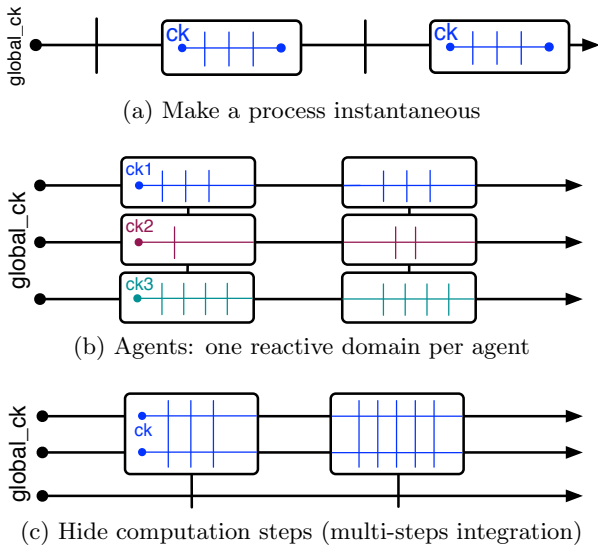 global_ck
ck
ck
(a) Make a process instantaneous
global_ck
ck1
ck2
ck3
(b) Agents: one reactive domain per agent
global_ck
ck
(c) Hide computation steps (multi-steps integration)